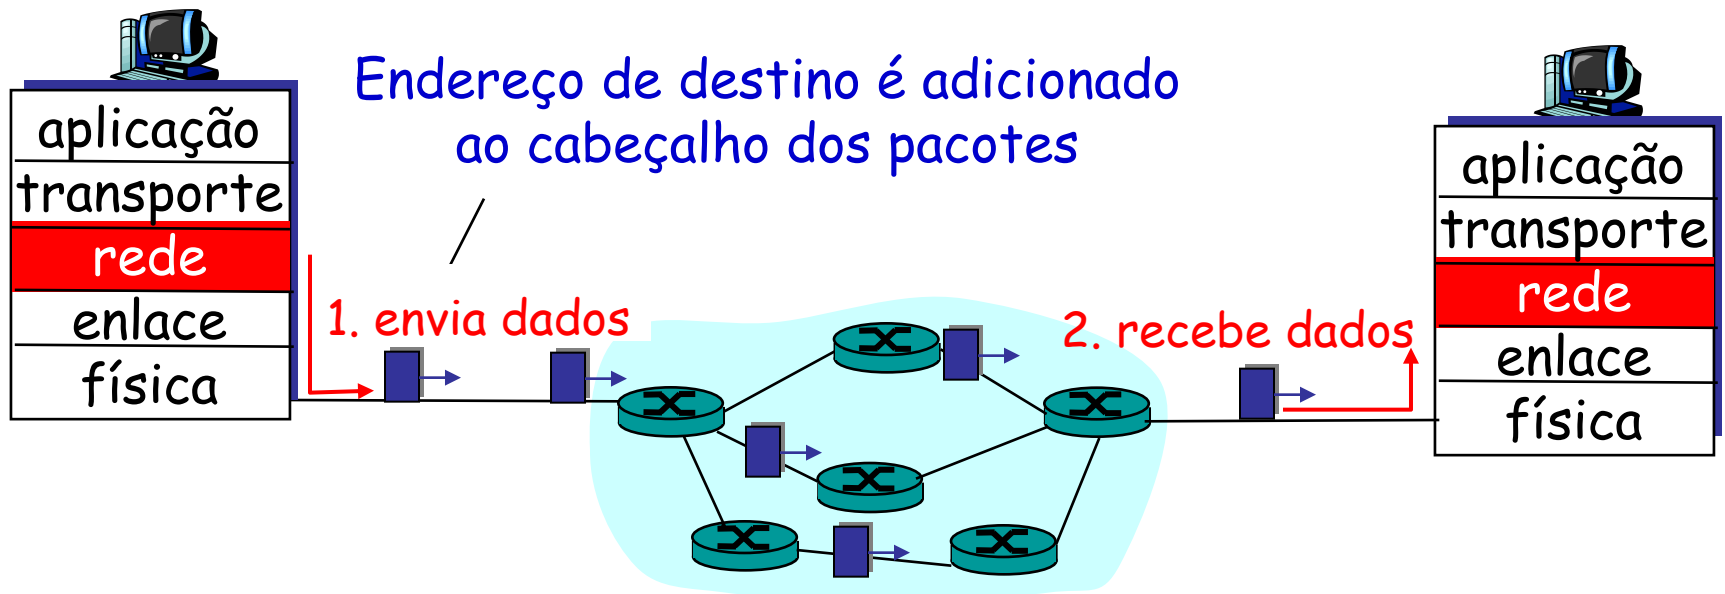 Endereço de destino é adicionado
ao cabeçalho dos pacotes
aplicação
transporte
rede
enlace
física
1. envia dados
2. recebe dados
aplicação
transporte
rede
enlace
física